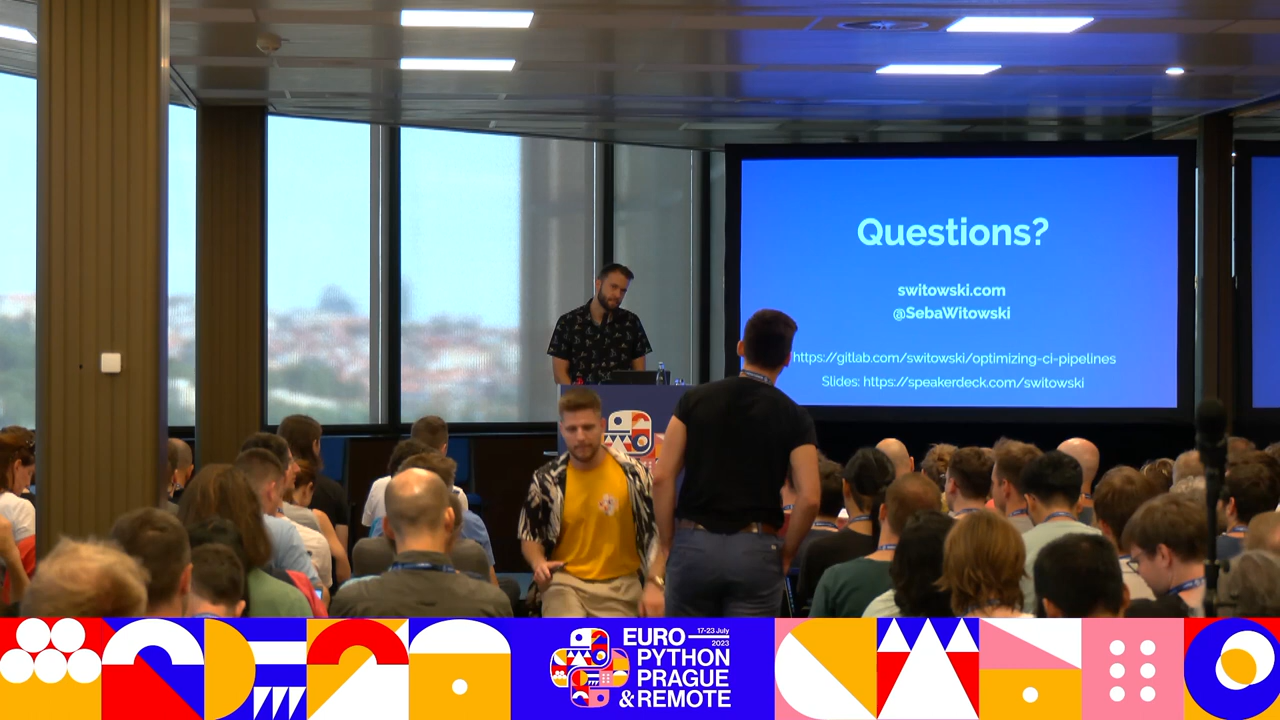 Questions?
switowski.com
@SebaWitowski
https://gitlab.com/switowski/optimizing-ci-pipelines
Slides: https://speakerdeck.com/switowski
EURO 17-23 July 2023
PYTHON
PRAGUE
& REMOTE